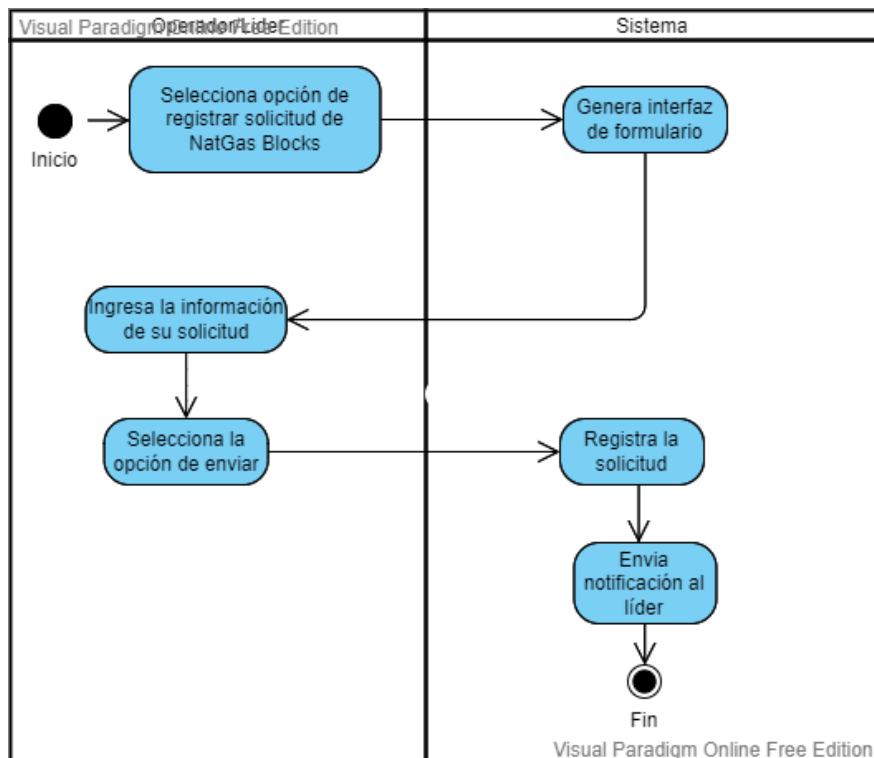 Visual Paradigm Online Free Edition
Operador/Lider
Sistema
Selecciona opción de
registrar solicitud de
NatGas Blocks
Genera interfaz
de formulario
Inicio
Ingresa la información
de su solicitud
Selecciona la
opción de enviar
Registra la
solicitud
Envia
notificación al
líder
Fin
Visual Paradigm Online Free Edition